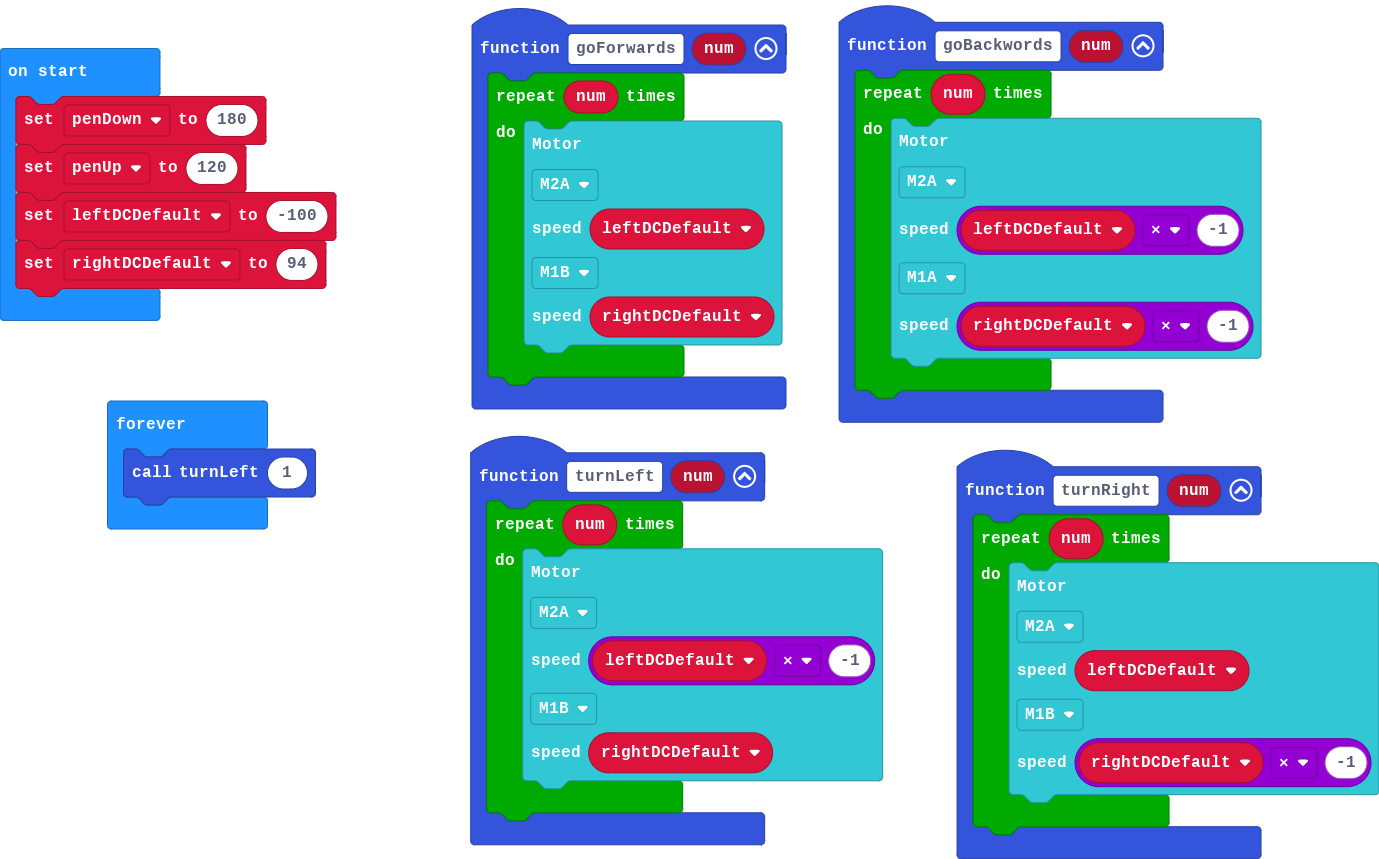 on start
set penDown to 180
set penUp to 120
set leftDCDefault to -100
set rightDCDefault to 94
forever
call turnLeft 1
function goForwards num
repeat num times
do
Motor
M2A
speed leftDCDefault
M1B
speed rightDCDefault
function goBackwords num
repeat num times
do
Motor
M2A
speed leftDCDefault × -1
M1A
speed rightDCDefault × -1
function turnLeft num
repeat num times
do
Motor
M2A
speed leftDCDefault × -1
M1B
speed rightDCDefault
function turnRight num
repeat num times
do
Motor
M2A
speed leftDCDefault
M1B
speed rightDCDefault × -1